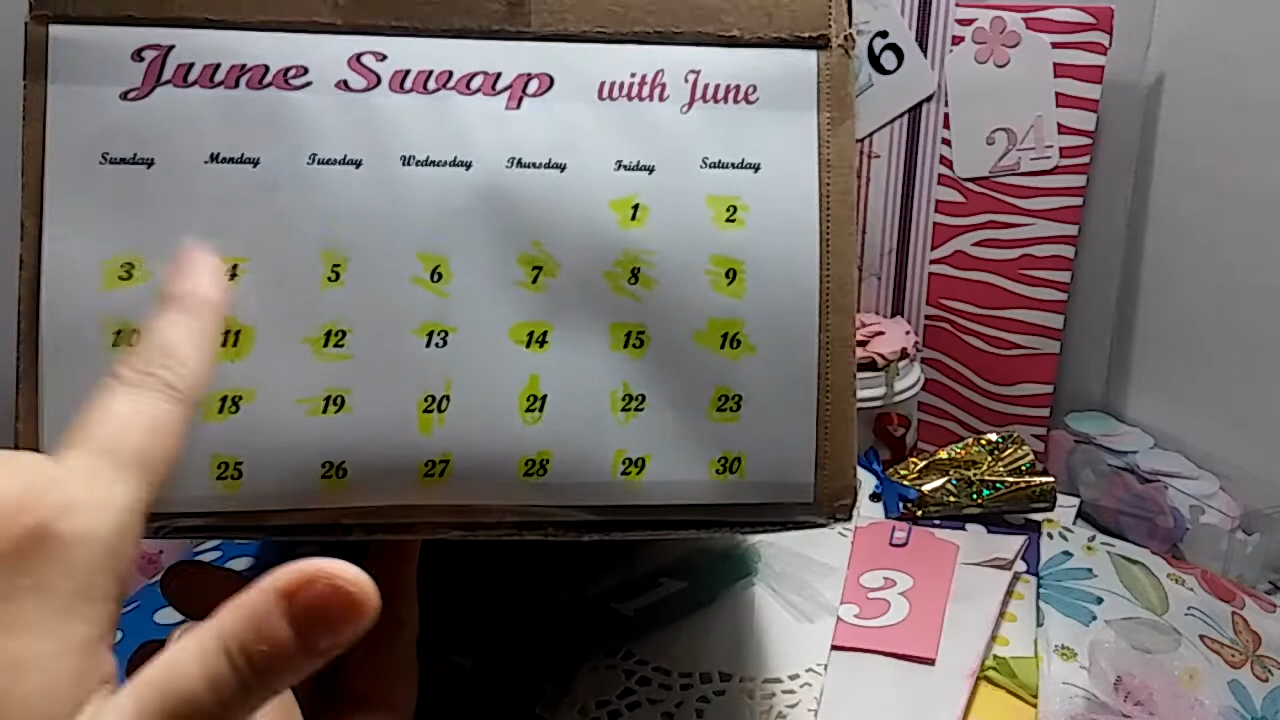 June Swap with June
Sunday Monday Tuesday Wednesday Thursday Friday Saturday
1 2
3 4 5 6 7 8 9
10 11 12 13 14 15 16
18 19 20 21 22 23
25 26 27 28 29 30
6
24
1
3